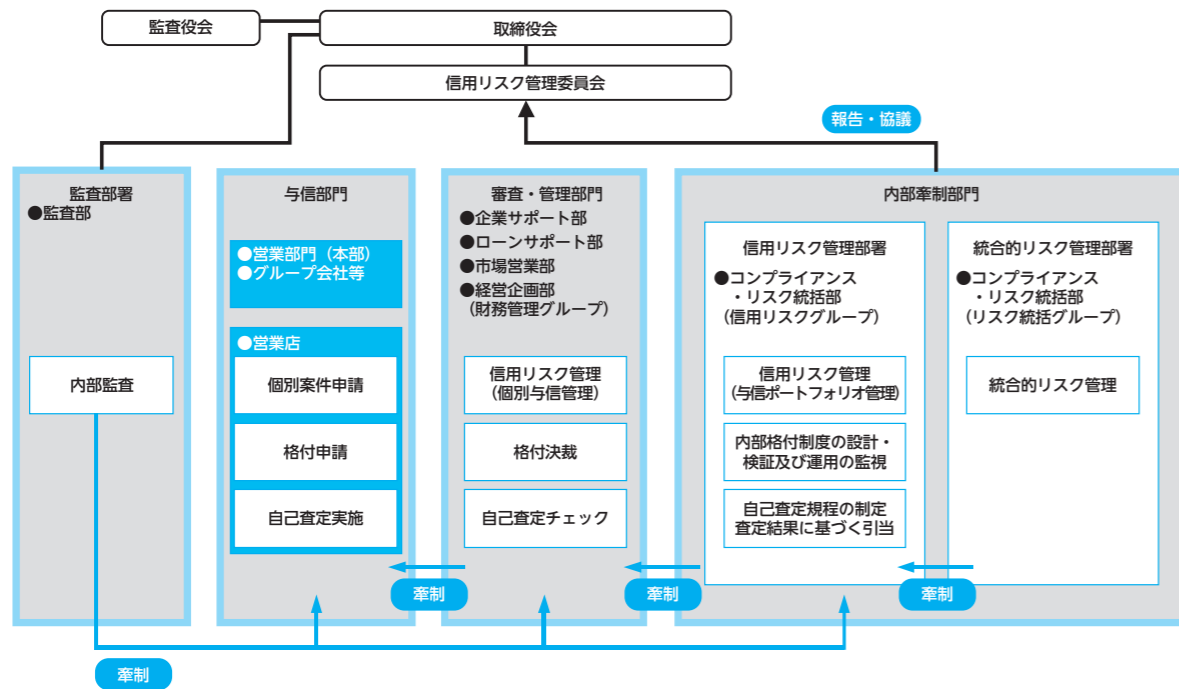 監査役会
取締役会
信用リスク管理委員会
報告・協議
監査部署
●監査部
内部監査
与信部門
●営業部門（本部）
●グループ会社等
●営業店
個別案件申請
格付申請
自己査定実施
審査・管理部門
●企業サポート部
●ローンサポート部
●市場営業部
●経営企画部
（財務管理グループ）
信用リスク管理
（個別与信管理）
格付決裁
自己査定チェック
内部牽制部門
信用リスク管理部署
●コンプライアンス
・リスク統括部
（信用リスクグループ）
信用リスク管理
（与信ポートフォリオ管理）
内部格付制度の設計・
検証及び運用の監視
自己査定規程の制定
査定結果に基づく引当
統合的リスク管理部署
●コンプライアンス
・リスク統括部
（リスク統括グループ）
統合的リスク管理
牽制
牽制
牽制
牽制